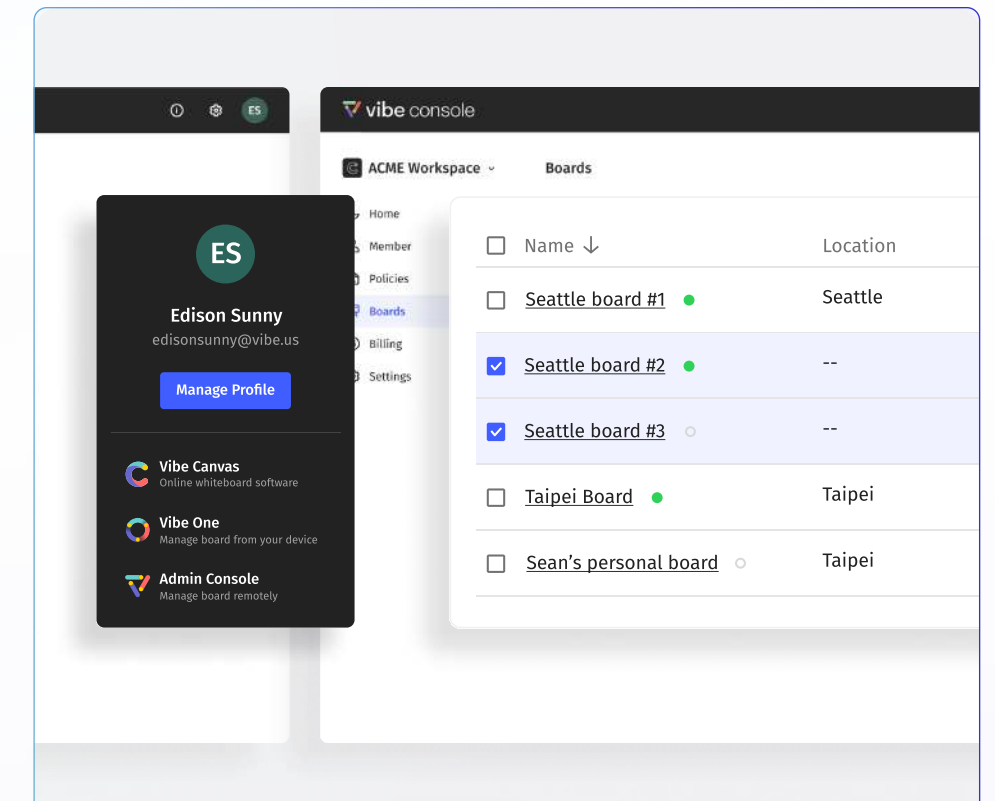 ES
vibe console
ACME Workspace
Boards
Home
Member
Policies
Boards
Billing
Settings
ES
Edison Sunny
edisonsunny@vibe.us
Manage Profile
Vibe Canvas
Online whiteboard software
Vibe One
Manage board from your device
Admin Console
Manage board remotely
Name ↓ Location
Seattle board #1 Seattle
Seattle board #2 --
Seattle board #3 --
Taipei Board Taipei
Sean’s personal board Taipei